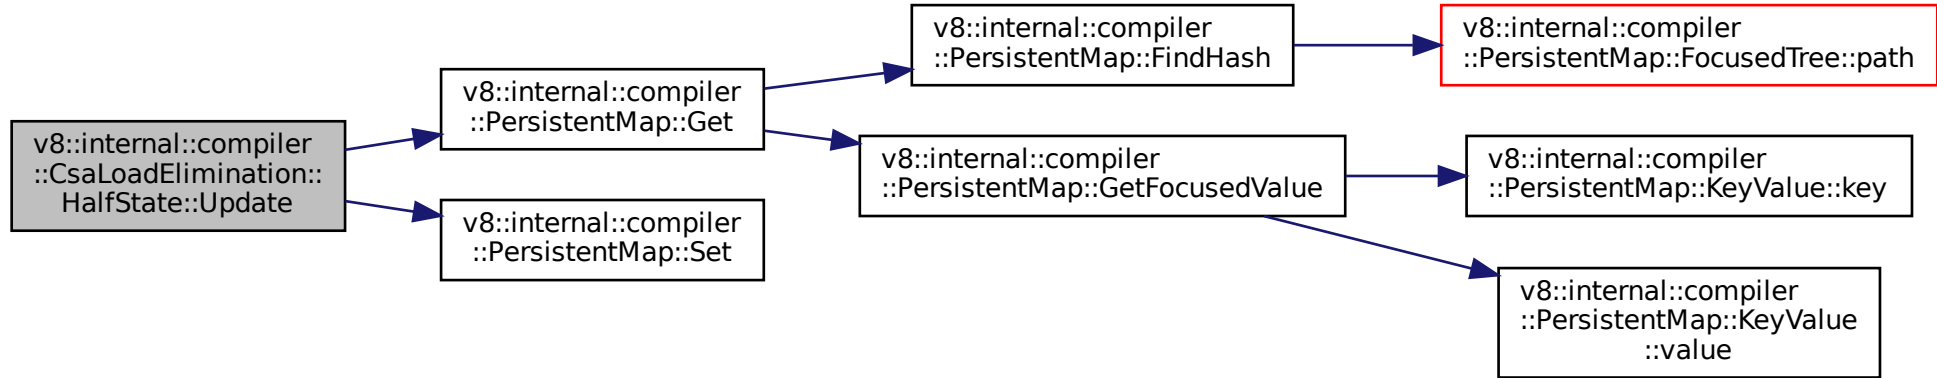 v8::internal::compiler
::CsaLoadElimination::
HalfState::Update
v8::internal::compiler
::PersistentMap::Get
v8::internal::compiler
::PersistentMap::Set
v8::internal::compiler
::PersistentMap::FindHash
v8::internal::compiler
::PersistentMap::GetFocusedValue
v8::internal::compiler
::PersistentMap::FocusedTree::path
v8::internal::compiler
::PersistentMap::KeyValue::key
v8::internal::compiler
::PersistentMap::KeyValue
::value